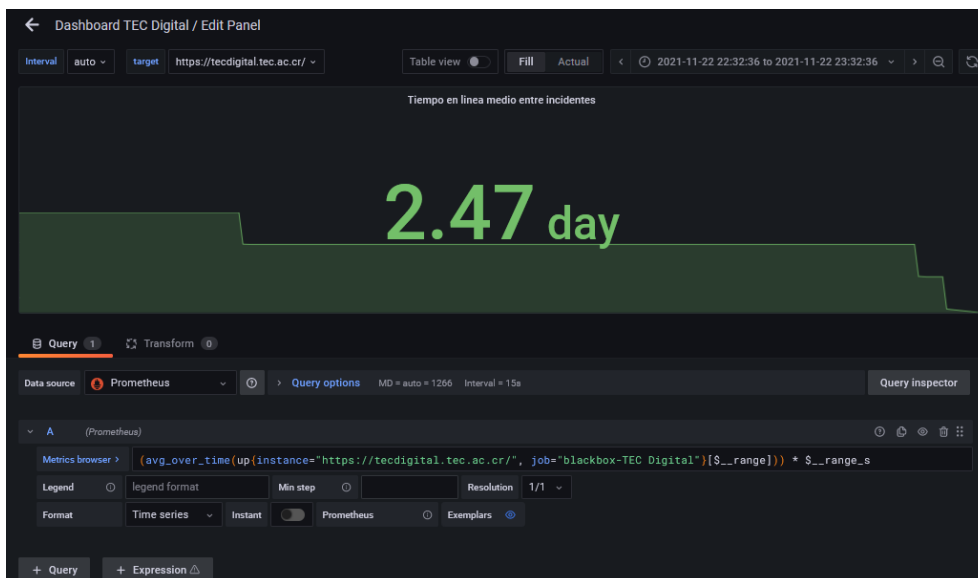 Dashboard TEC Digital / Edit Panel
Interval auto target https://tecdigital.tec.ac.cr/ Table view Fill Actual 2021-11-22 22:32:36 to 2021-11-22 23:32:36
Tiempo en linea medio entre incidentes
2.47 day
Query 1 Transform 0
Data source Prometheus Query options MD = auto = 1266 Interval = 15s Query inspector
A (Prometheus)
Metrics browser > (avg_over_time(up{instance="https://tecdigital.tec.ac.cr/", job="blackbox-TEC Digital"}[$__range])) * $__range_s
Legend legend format Min step Resolution 1/1
Format Time series Instant Prometheus Exemplars
+ Query + Expression